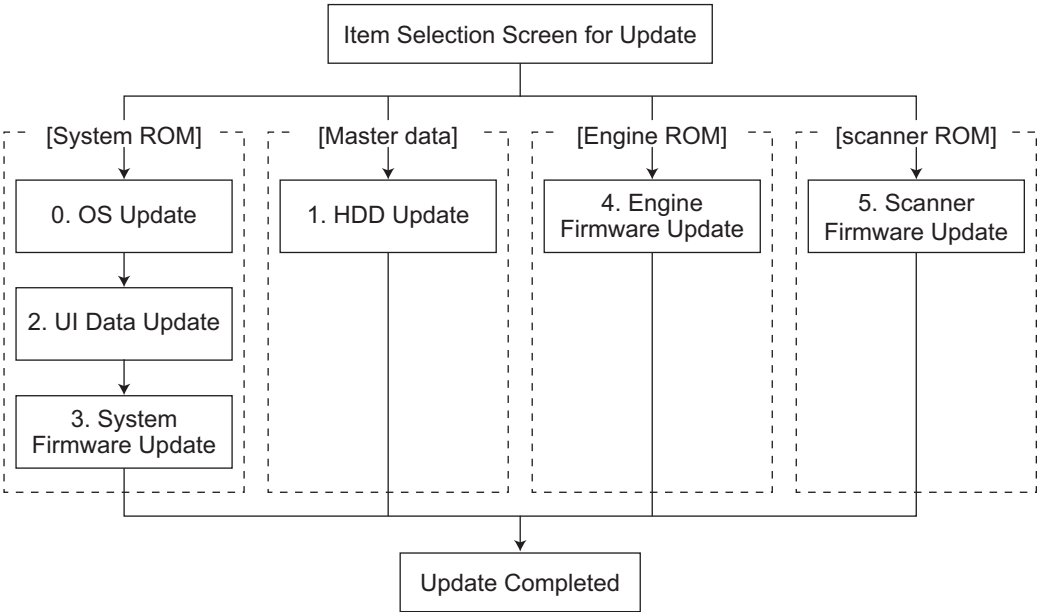 Item Selection Screen for Update
[System ROM]
[Master data]
[Engine ROM]
[scanner ROM]
0. OS Update
1. HDD Update
4. Engine
Firmware Update
5. Scanner
Firmware Update
2. UI Data Update
3. System
Firmware Update
Update Completed